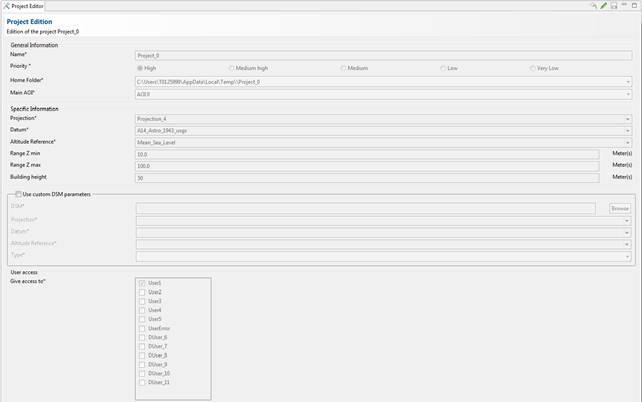 Project Editor
Project Edition
Edition of the project Project_0
General Information
Name* Project_0
Priority * High Medium high Medium Low Very Low
Home Folder* C:\Users\T0125999\AppData\Local\Temp\\Project_0
Main AOI* AOI 0
Specific Information
Projection* Projection_4
Datum* A14_Astro_1943_usgs
Altitude Reference* Mean_Sea_Level
Range Z min 10.0 Meter(s)
Range Z max 100.0 Meter(s)
Building height 50 Meter(s)
Use custom DSM parameters
DSM* Browse
Projection*
Datum*
Altitude Reference*
Type*
User access
Give access to* User1
User2
User3
User4
User5
UserError
DUser_6
DUser_7
DUser_8
DUser_9
DUser_10
DUser_11